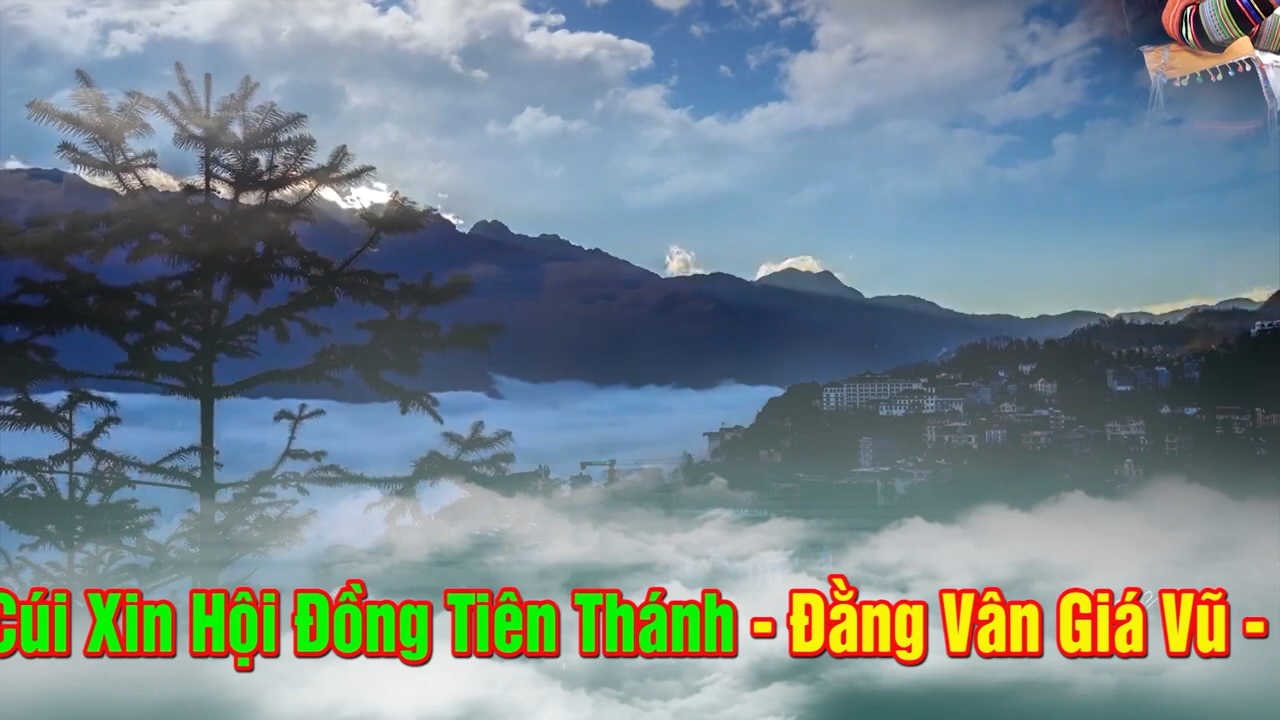 Cúi Xin Hội Đồng Tiên Thánh - Đằng Vân Giá Vũ -